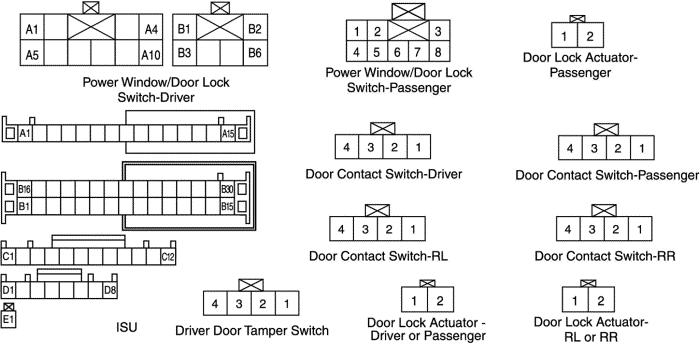 A1 A4 B1 B2
A5 A10 B3 B6
Power Window/Door Lock
Switch-Driver
1 2 3
4 5 6 7 8
Power Window/Door Lock
Switch-Passenger
1 2
Door Lock Actuator-
Passenger
A1 A15
4 3 2 1
Door Contact Switch-Driver
4 3 2 1
Door Contact Switch-Passenger
B16 B30
B1 B15
4 3 2 1
Door Contact Switch-RL
4 3 2 1
Door Contact Switch-RR
C1 C12
D1 D8
E1
ISU
4 3 2 1
Driver Door Tamper Switch
1 2
Door Lock Actuator -
Driver or Passenger
1 2
Door Lock Actuator-
RL or RR